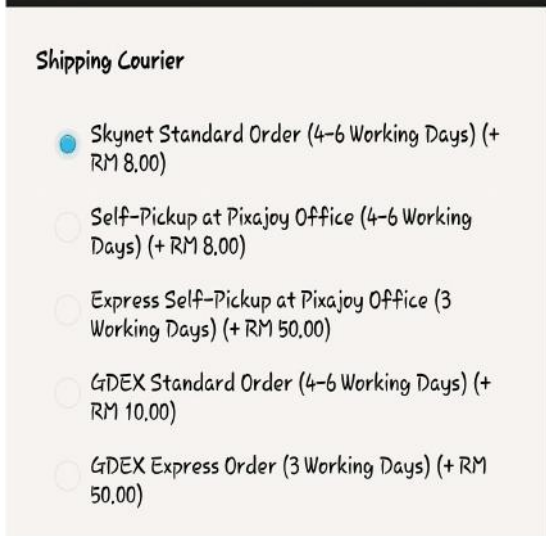 Shipping Courier
Skynet Standard Order (4-6 Working Days) (+
RM 8.00)
Self-Pickup at Pixajoy Office (4-6 Working
Days) (+ RM 8.00)
Express Self-Pickup at Pixajoy Office (3
Working Days) (+ RM 50.00)
GDEX Standard Order (4-6 Working Days) (+
RM 10.00)
GDEX Express Order (3 Working Days) (+ RM
50.00)